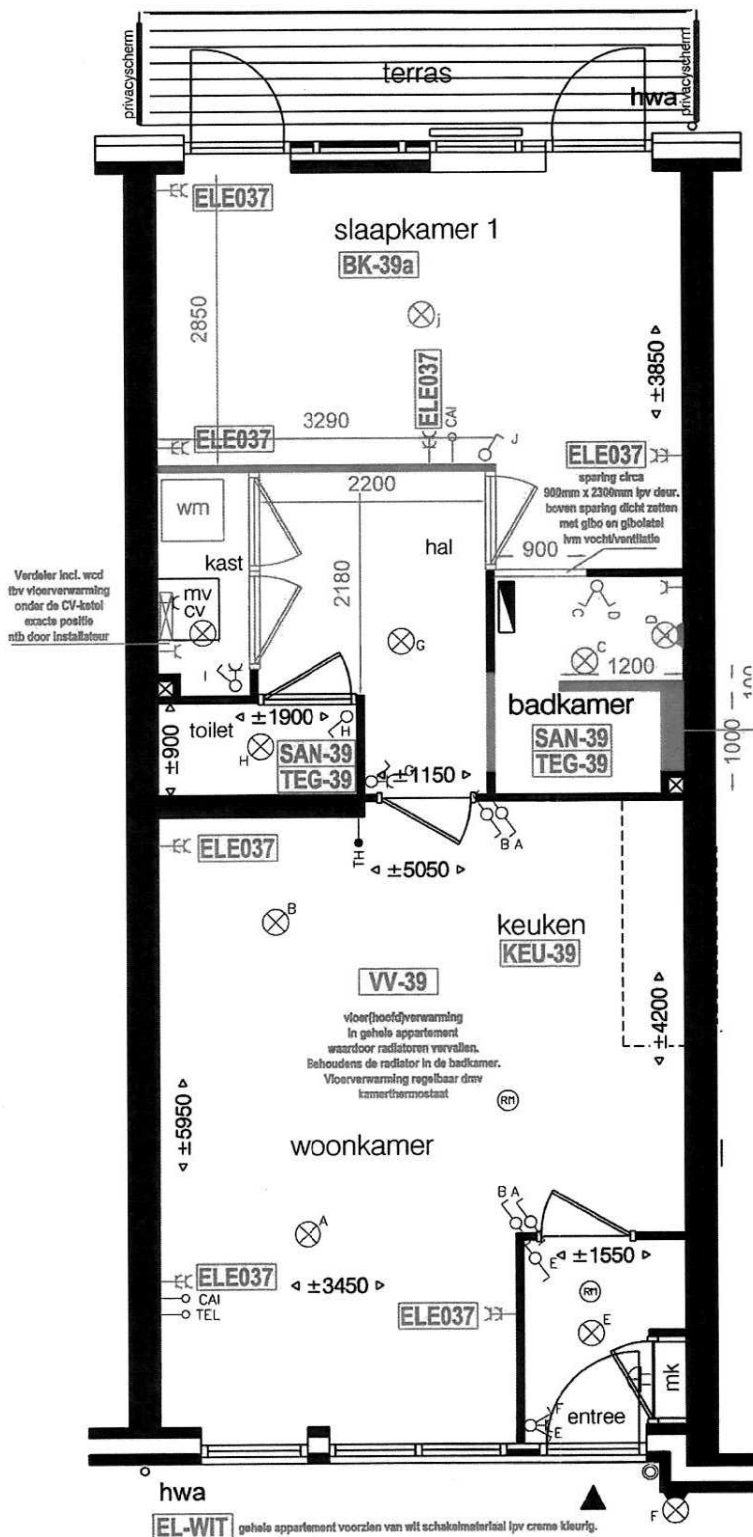 privacyscherm
terras
hwa
privacyscherm
ELE037
slaapkamer 1
BK-39a
j
2850
±3850
ELE037
CAI
J
3290
ELE037
ELE037
sparing circa
900mm x 2300mm ipv deur.
boven sparing dicht zetten
met gibo en gibolatei
ivm vocht/ventilatie
wm
2200
hal
900
kast
2180
Verdeler incl. wcd
tbv vloerverwarming
onder de CV-ketel
exacte positie
ntb door installateur
mv
CV
G
C
D
D
C
1200
I
badkamer
SAN-39
TEG-39
1000
toilet
±1900
H
±900
H
SAN-39
TEG-39
G
±1150
B A
TH
ELE037
±5050
B
keuken
KEU-39
VV-39
vloer(hoofd)verwarming
in gehele appartement
waardoor radiatoren vervallen.
Behoudens de radiator in de badkamer.
Vloerverwarming regelbaar dmv
kamerthermostaat
±4200
RM
±5950
woonkamer
B A
A
E
±1550
ELE037
CAI
TEL
±3450
ELE037
RM
E
mk
F
E
entree
hwa
F
EL-WIT
gehele appartement voorzien van wit schakelmateriaal ipv creme kleurig.